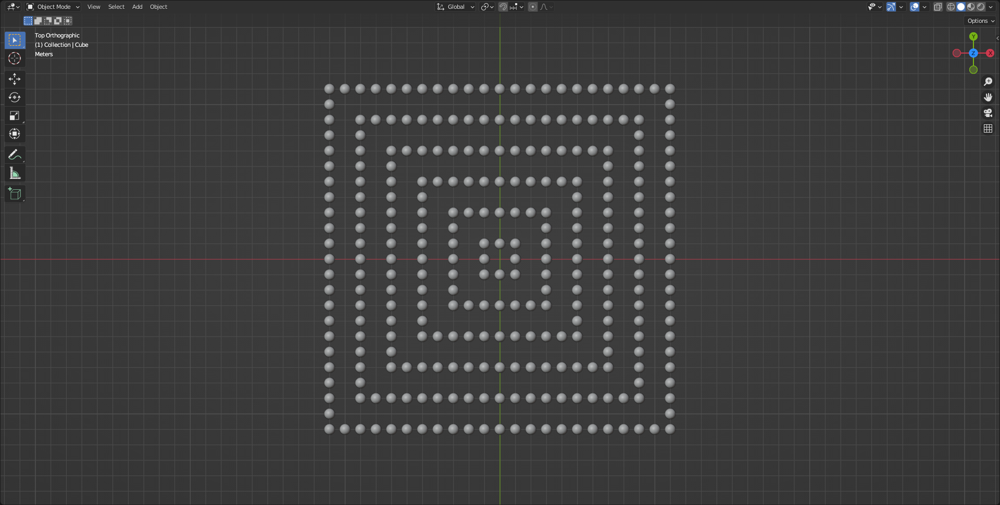 Object Mode View Select Add Object Global
Options
Top Orthographic
(1) Collection | Cube
Meters
Y
Z X